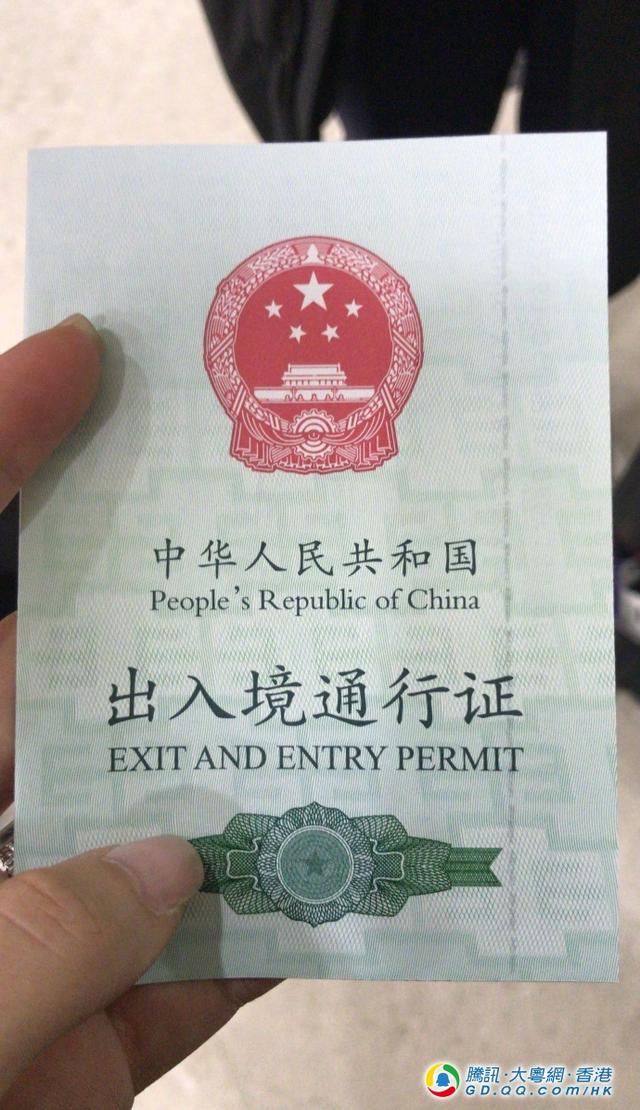 中华人民共和国
People's Republic of China
出入境通行证
EXIT AND ENTRY PERMIT
腾訊·大粵網·香港
GD.QQ.COM/HK